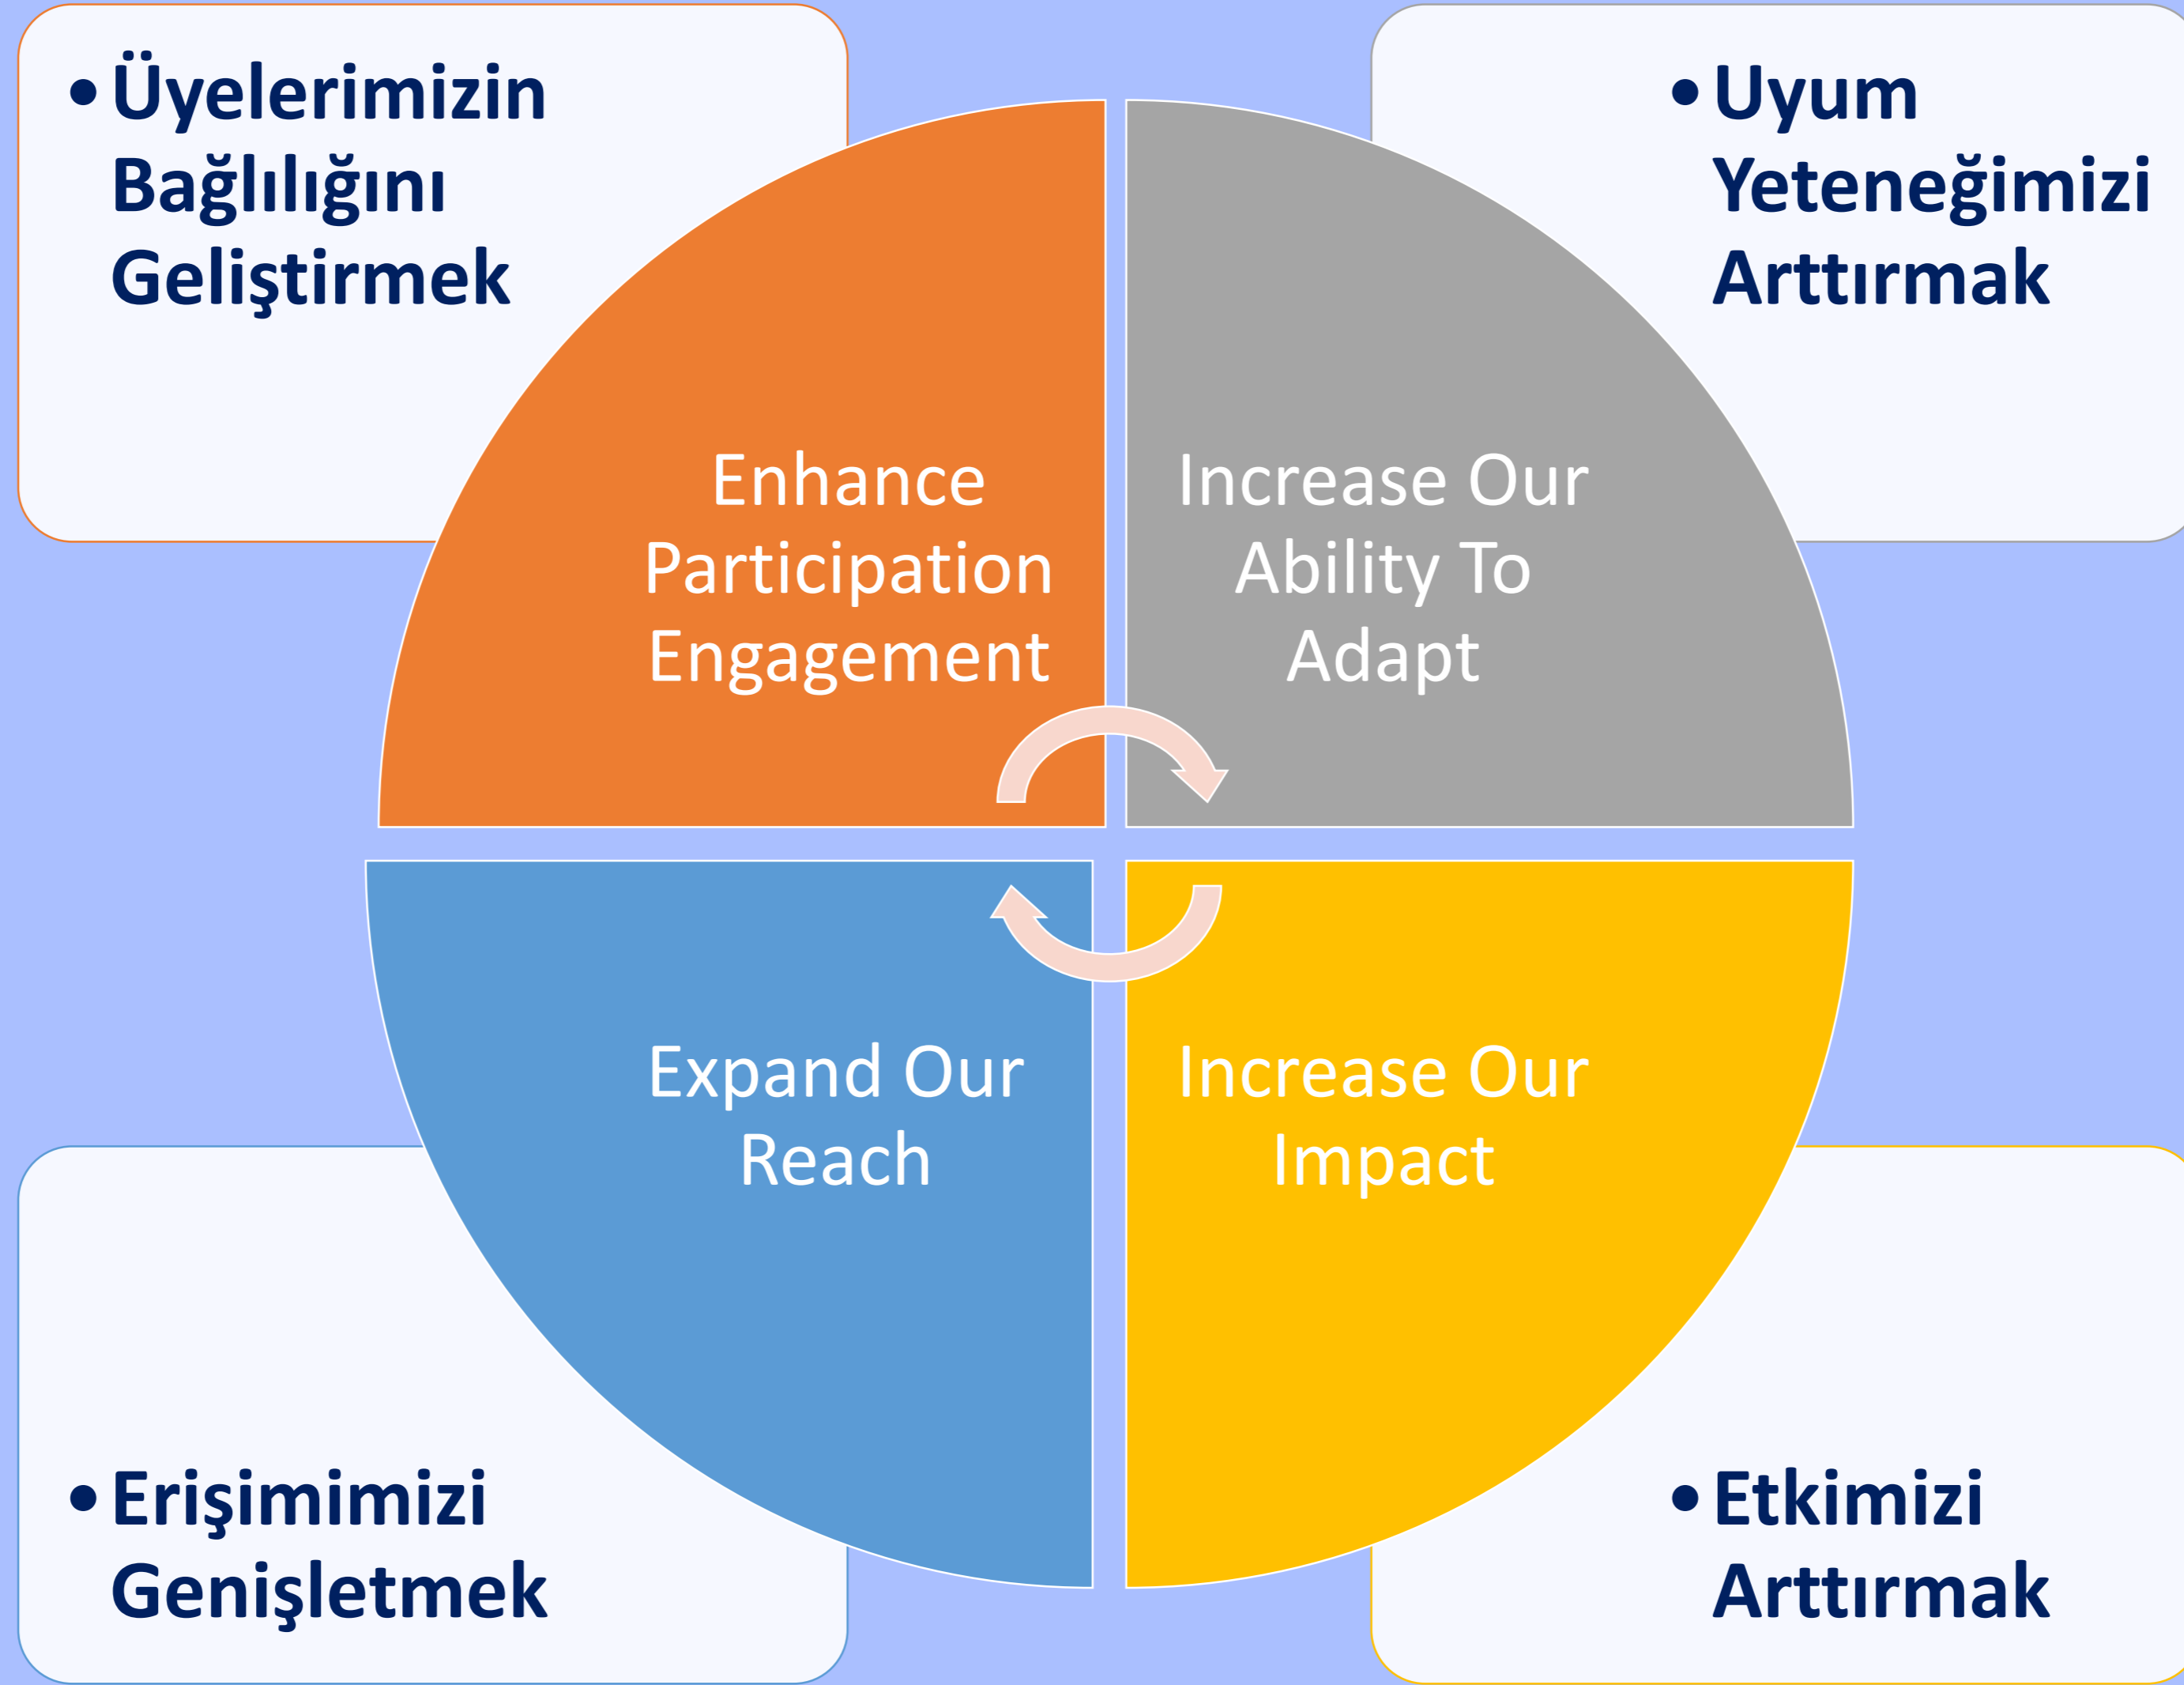 • Üyelerimizin
Bağlılığını
Geliştirmek
• Uyum
Yeteneğimizi
Arttırmak
Enhance
Participation
Engagement
Increase Our
Ability To
Adapt
Expand Our
Reach
Increase Our
Impact
• Erişimimizi
Genişletmek
• Etkimizi
Arttırmak